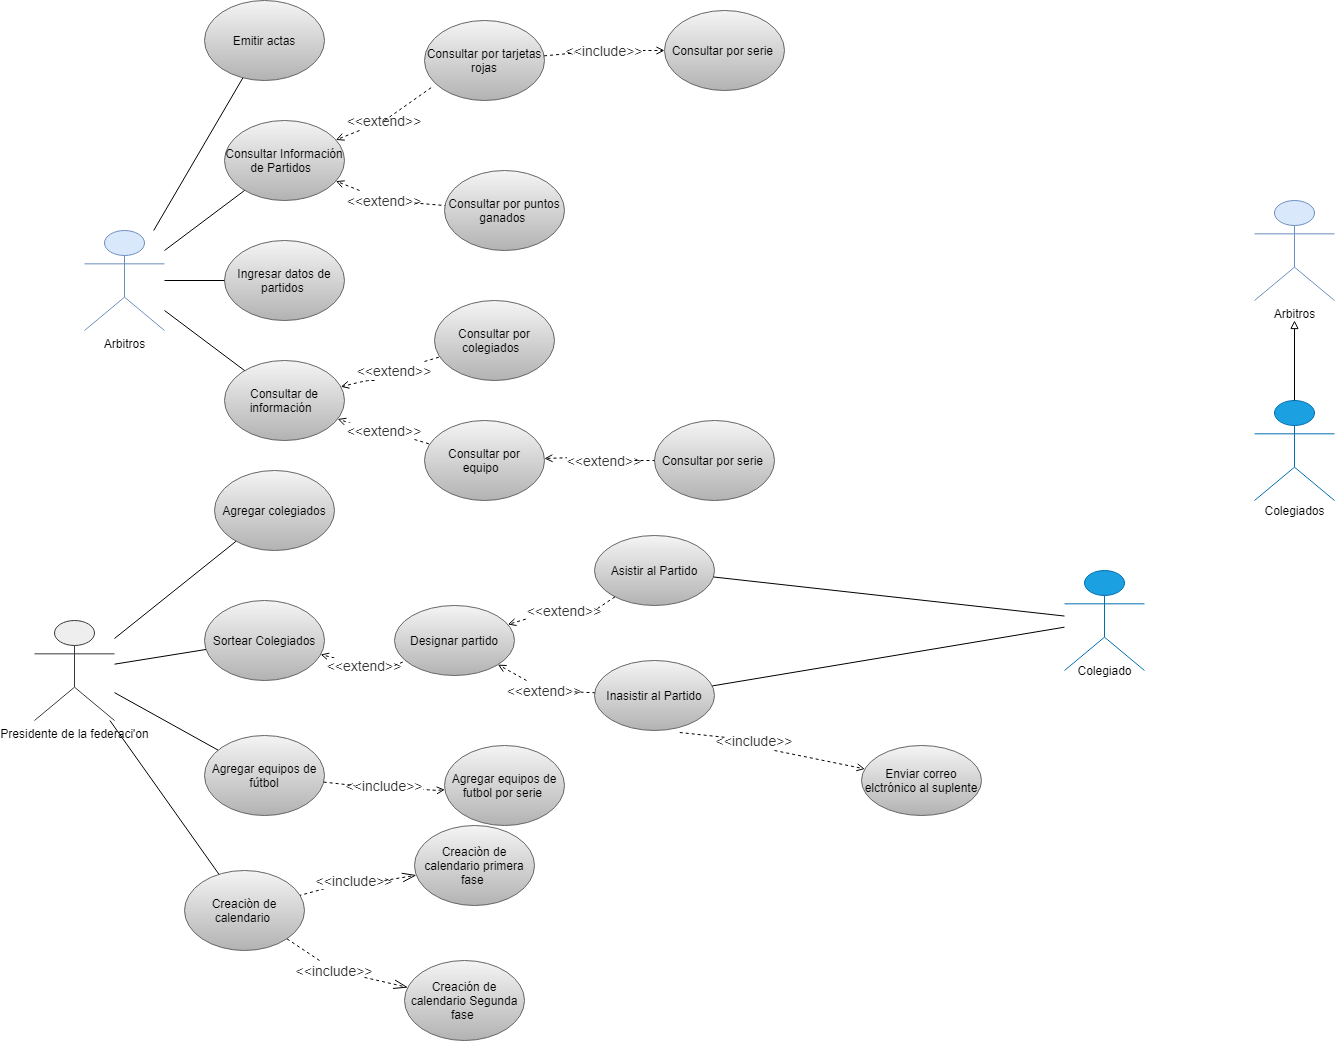 Emitir actas
Consultar por tarjetas
rojas
<<include>>
Consultar por serie
<<extend>>
Consultar Información
de Partidos
<<extend>>
Consultar por puntos
ganados
Ingresar datos de
partidos
Arbitros
Arbitros
Consultar por
colegiados
<<extend>>
Consultar de
información
<<extend>>
Consultar por
equipo
<<extend>>
Consultar por serie
Colegiados
Agregar colegiados
Asistir al Partido
<<extend>>
Sortear Colegiados
<<extend>>
Designar partido
<<extend>>
Inasistir al Partido
Colegiado
Presidente de la federaci'on
<<include>>
Enviar correo
elctrónico al suplente
Agregar equipos de
fútbol
<<include>>
Agregar equipos de
futbol por serie
Creaciòn de
calendario primera
fase
<<include>>
Creaciòn de
calendario
<<include>>
Creación de
calendario Segunda
fase